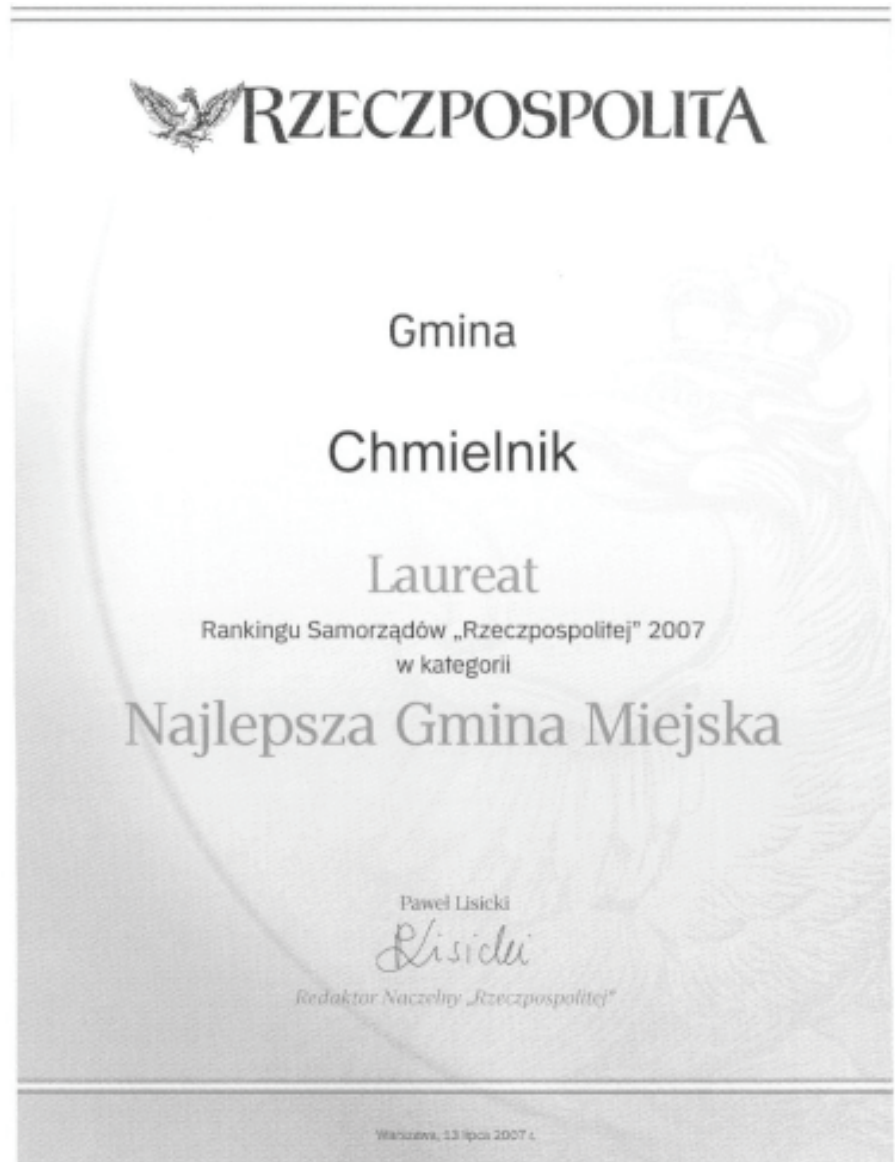 RZECZPOSPOLITA
Gmina
Chmielnik
Laureat
Rankingu Samorządów „Rzeczpospolitej” 2007
w kategorii
Najlepsza Gmina Miejska
Paweł Lisicki
PLisicki
Redaktor Naczelny „Rzeczpospolitej”
Warszawa, 13 lipca 2007 r.